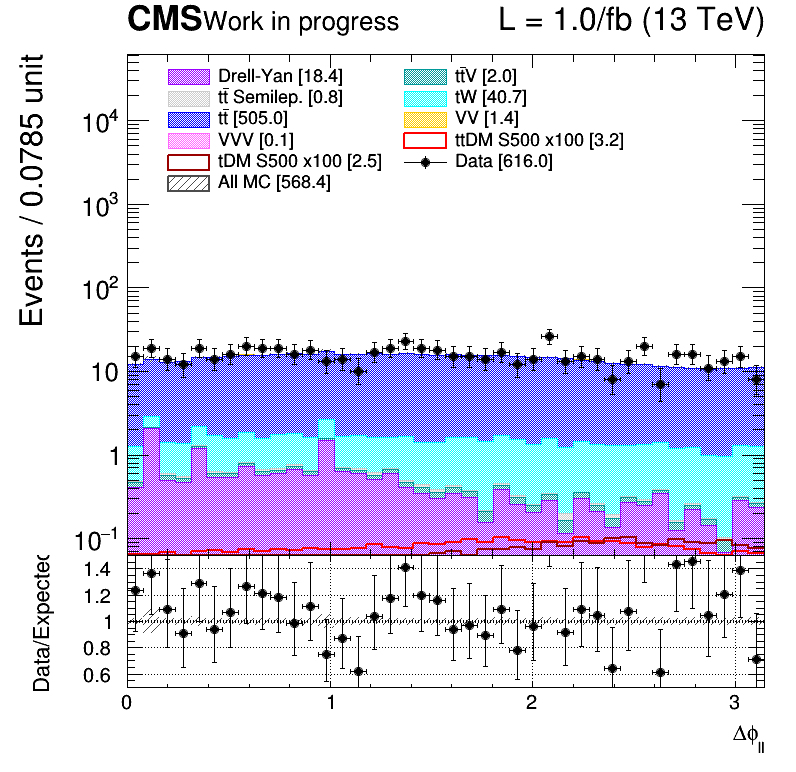 CMS Work in progress L = 1.0/fb (13 TeV)
Drell-Yan [18.4] tt̄V [2.0]
tt̄ Semilep. [0.8] tW [40.7]
tt̄ [505.0] VV [1.4]
VVV [0.1] ttDM S500 x100 [3.2]
tDM S500 x100 [2.5] Data [616.0]
All MC [568.4]
Events / 0.0785 unit
10⁴
10³
10²
10
1
10⁻¹
Data/Expected
1.4
1.2
1
0.8
0.6
0 1 2 3
Δϕll